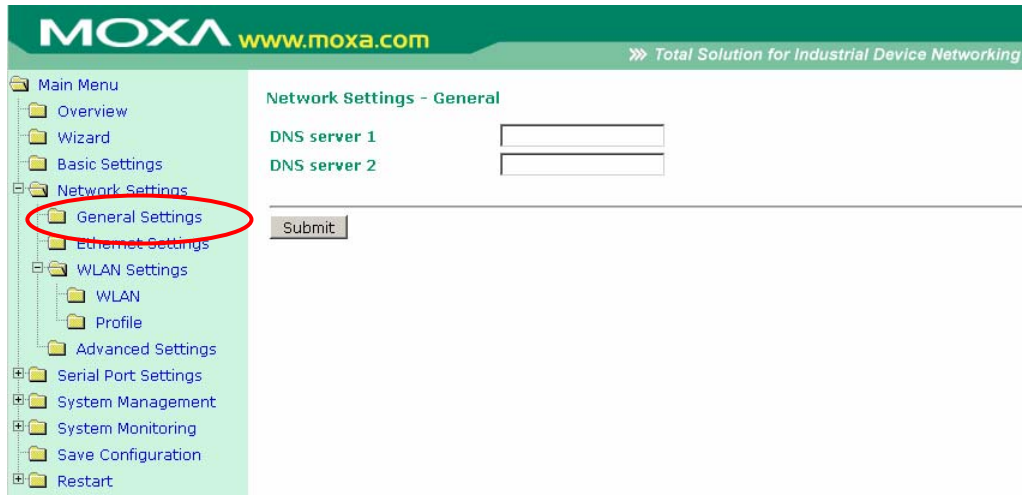 MOXA www.moxa.com
Total Solution for Industrial Device Networking
Main Menu
Overview
Wizard
Basic Settings
Network Settings
General Settings
Ethernet Settings
WLAN Settings
WLAN
Profile
Advanced Settings
Serial Port Settings
System Management
System Monitoring
Save Configuration
Restart
Network Settings - General
DNS server 1
DNS server 2
Submit